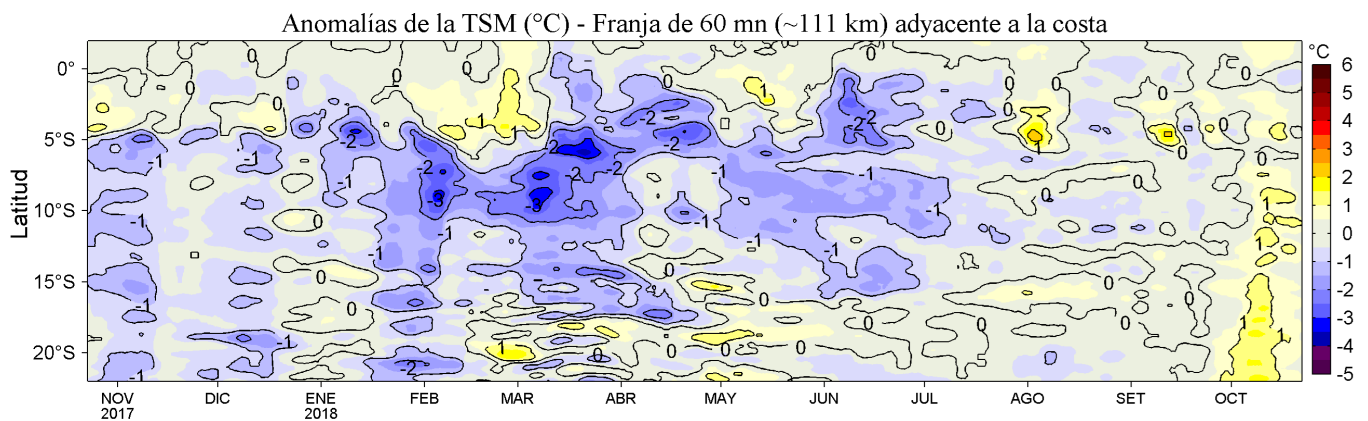 Anomalías de la TSM (°C) - Franja de 60 mn (~111 km) adyacente a la costa
°C
6
5
4
3
2
1
0
-1
-2
-3
-4
-5
Latitud
0°
5°S
10°S
15°S
20°S
NOV DIC ENE FEB MAR ABR MAY JUN JUL AGO SET OCT
2017 2018